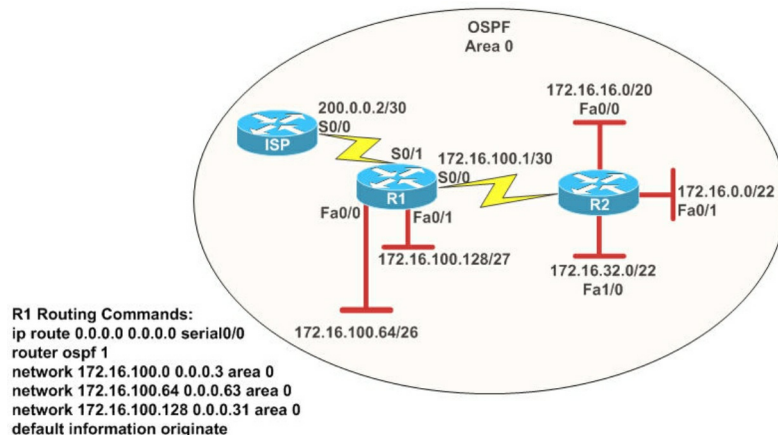 OSPF
Area 0
172.16.16.0/20
Fa0/0
200.0.0.2/30
S0/0
ISP
S0/1
172.16.100.1/30
S0/0
R1
R2
172.16.0.0/22
Fa0/1
Fa0/0
Fa0/1
172.16.100.128/27
172.16.32.0/22
Fa1/0
172.16.100.64/26
R1 Routing Commands:
ip route 0.0.0.0 0.0.0.0 serial0/0
router ospf 1
network 172.16.100.0 0.0.0.3 area 0
network 172.16.100.64 0.0.0.63 area 0
network 172.16.100.128 0.0.0.31 area 0
default information originate